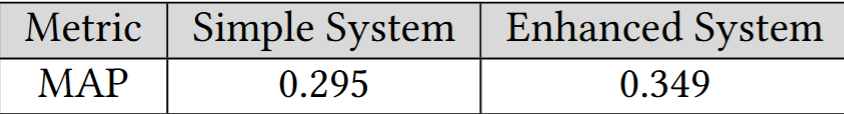 Metric Simple System Enhanced System
MAP 0.295 0.349